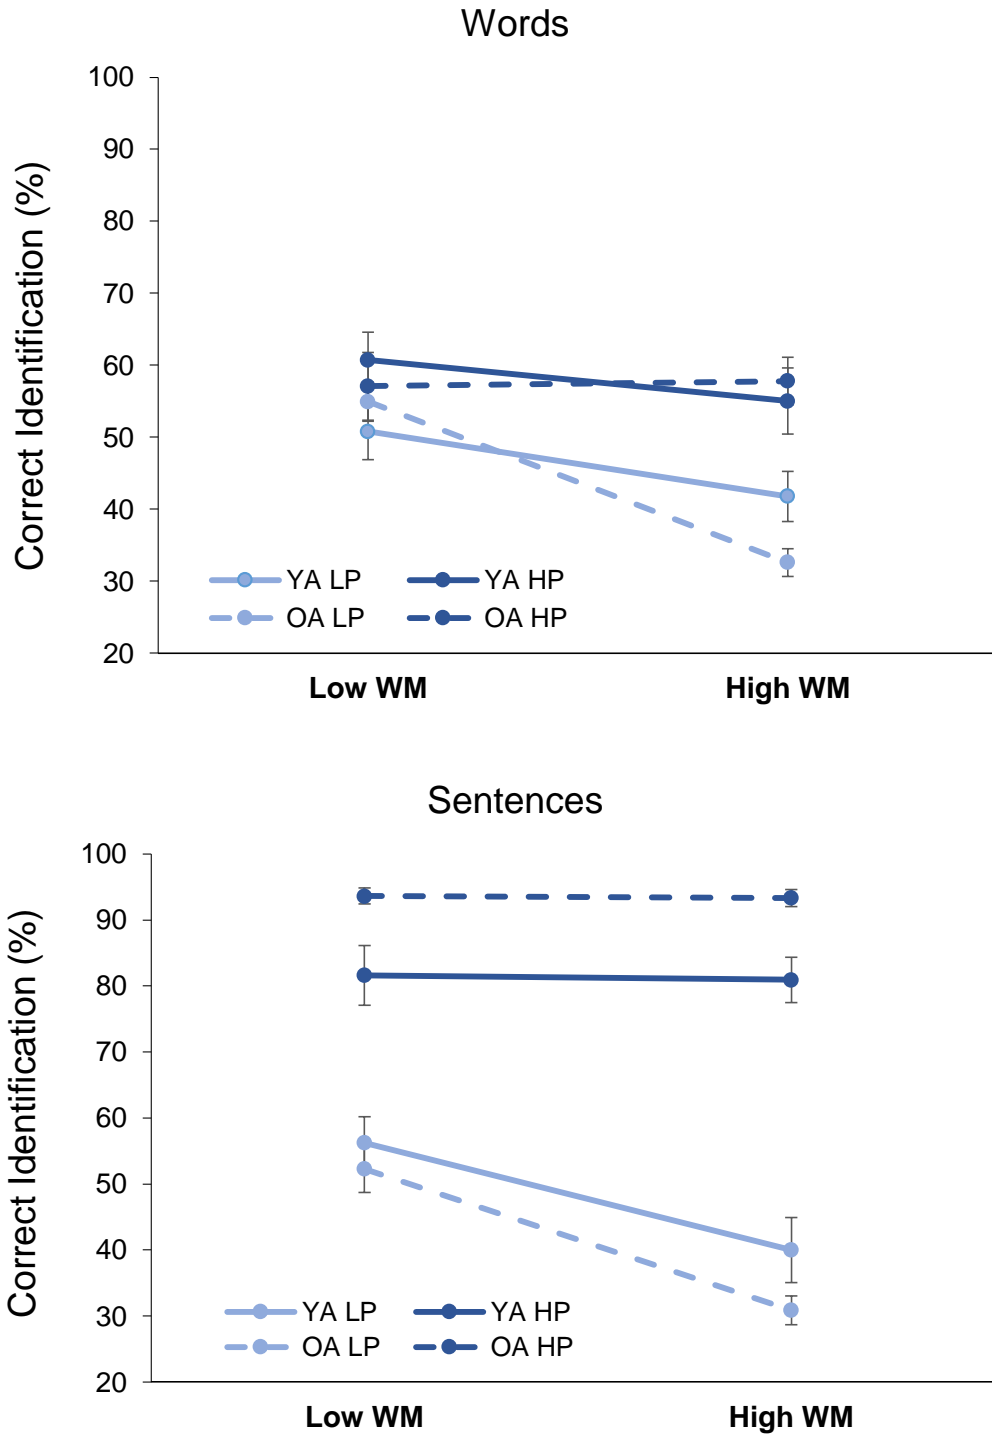 Words
Correct Identification (%)
100
90
80
70
60
50
40
30
20
YA LP YA HP
OA LP OA HP
Low WM High WM
Sentences
Correct Identification (%)
100
90
80
70
60
50
40
30
20
YA LP YA HP
OA LP OA HP
Low WM High WM